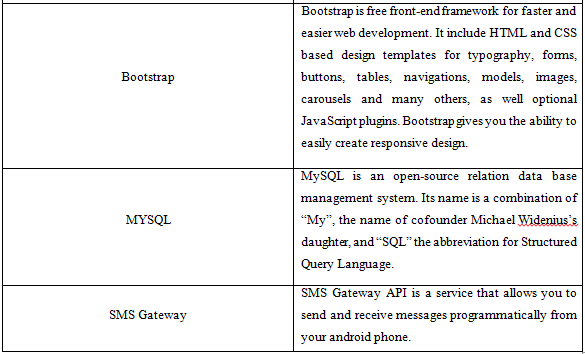 Bootstrap
Bootstrap is free front-end framework for faster and
easier web development. It include HTML and CSS
based design templates for typography, forms,
buttons, tables, navigations, models, images,
carousels and many others, as well optional
JavaScript plugins. Bootstrap gives you the ability to
easily create responsive design.
MYSQL
MySQL is an open-source relation data base
management system. Its name is a combination of
“My”, the name of cofounder Michael Widenius’s
daughter, and “SQL” the abbreviation for Structured
Query Language.
SMS Gateway
SMS Gateway API is a service that allows you to
send and receive messages programmatically from
your android phone.